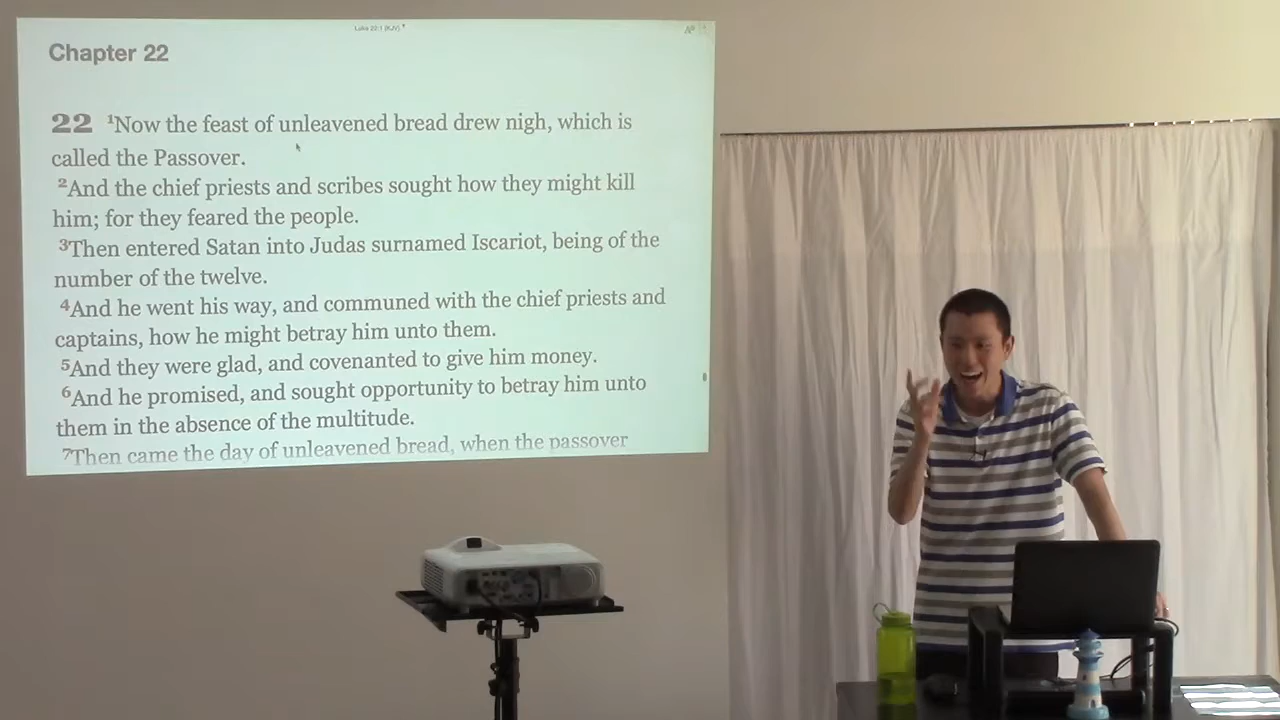 Luke 22:1 (KJV)
Chapter 22
22 ¹Now the feast of unleavened bread drew nigh, which is
called the Passover.
²And the chief priests and scribes sought how they might kill
him; for they feared the people.
³Then entered Satan into Judas surnamed Iscariot, being of the
number of the twelve.
⁴And he went his way, and communed with the chief priests and
captains, how he might betray him unto them.
⁵And they were glad, and covenanted to give him money.
⁶And he promised, and sought opportunity to betray him unto
them in the absence of the multitude.
⁷Then came the day of unleavened bread, when the passover